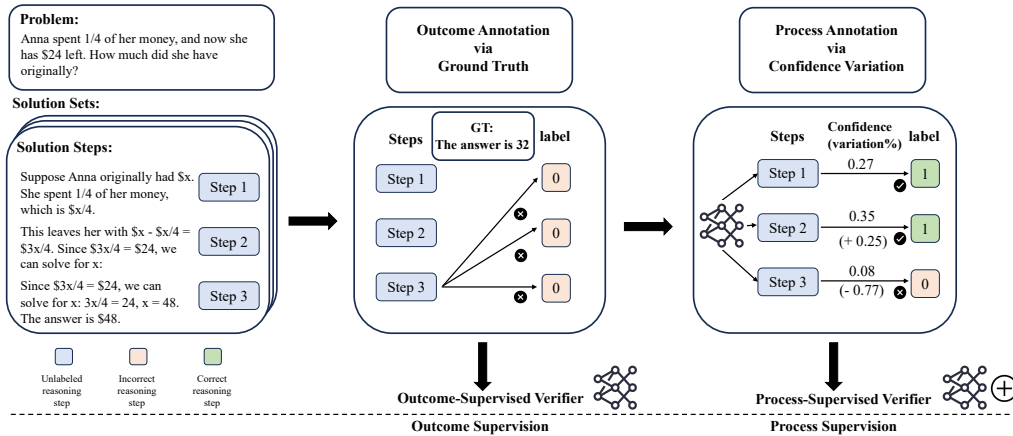 Problem:
Anna spent 1/4 of her money, and now she
has $24 left. How much did she have
originally?
Solution Sets:
Solution Steps:
Suppose Anna originally had $x.
She spent 1/4 of her money,
which is $x/4.
Step 1
This leaves her with $x - $x/4 =
$3x/4. Since $3x/4 = $24, we
can solve for x:
Step 2
Since $3x/4 = $24, we can
solve for x: 3x/4 = 24, x = 48.
The answer is $48.
Step 3
Unlabeled
reasoning
step
Incorrect
reasoning
step
Correct
reasoning
step
Outcome Annotation
via
Ground Truth
Steps
GT:
The answer is 32
label
Step 1
0
Step 2
0
Step 3
0
Outcome-Supervised Verifier
Outcome Supervision
Process Annotation
via
Confidence Variation
Steps
Confidence
(variation%)
label
Step 1
0.27
1
Step 2
0.35
(+ 0.25)
1
Step 3
0.08
(- 0.77)
0
Process-Supervised Verifier
Process Supervision